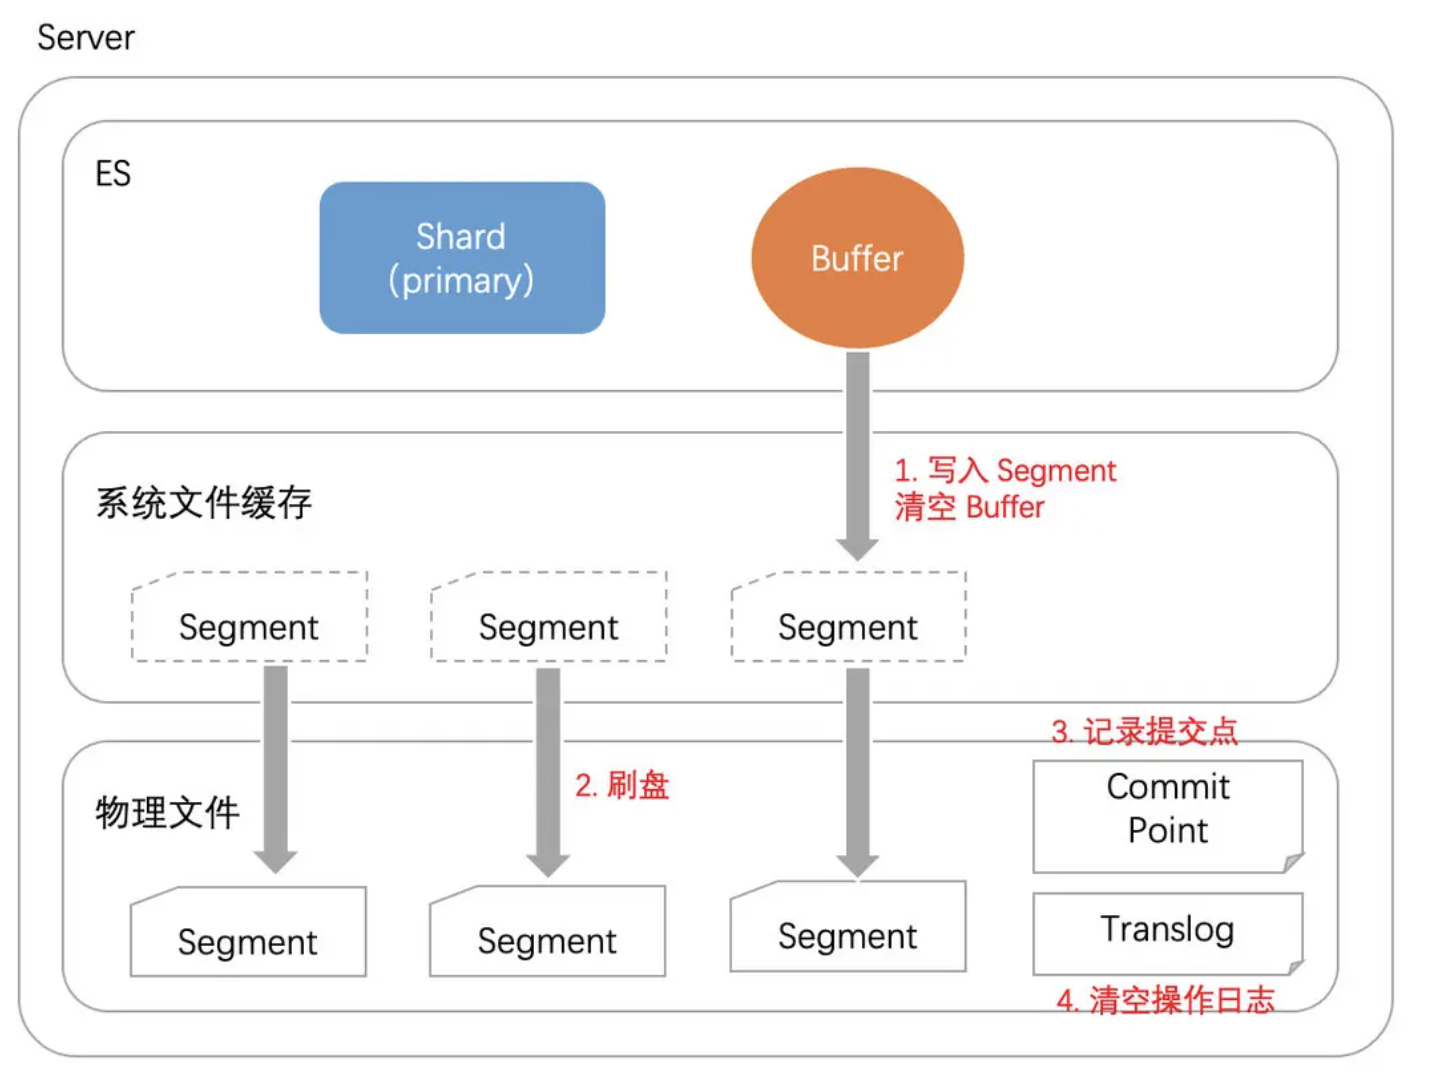 Server
ES
Shard
(primary)
Buffer
1. 写入 Segment
清空 Buffer
系统文件缓存
Segment
Segment
Segment
3. 记录提交点
2. 刷盘
物理文件
Commit
Point
Segment
Segment
Segment
Translog
4. 清空操作日志